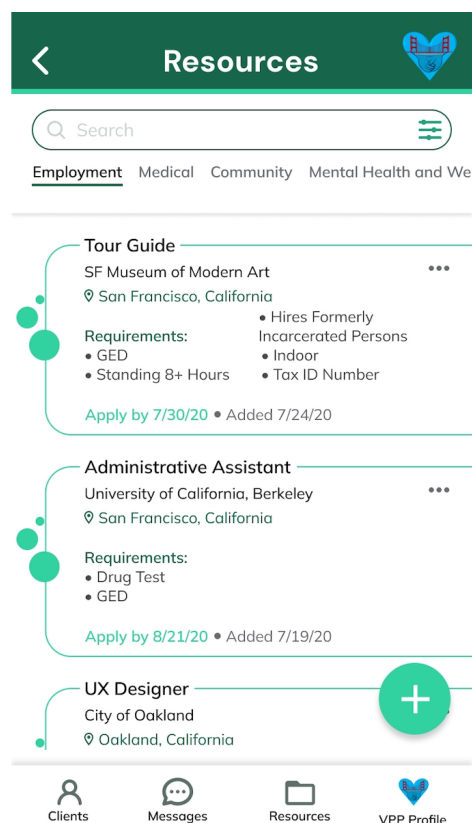 Resources
Search
Employment Medical Community Mental Health and We
Tour Guide
SF Museum of Modern Art
San Francisco, California
• Hires Formerly
Requirements: Incarcerated Persons
• GED • Indoor
• Standing 8+ Hours • Tax ID Number
Apply by 7/30/20 • Added 7/24/20
Administrative Assistant
University of California, Berkeley
San Francisco, California
Requirements:
• Drug Test
• GED
Apply by 8/21/20 • Added 7/19/20
UX Designer
City of Oakland
Oakland, California
Clients Messages Resources VPP Profile